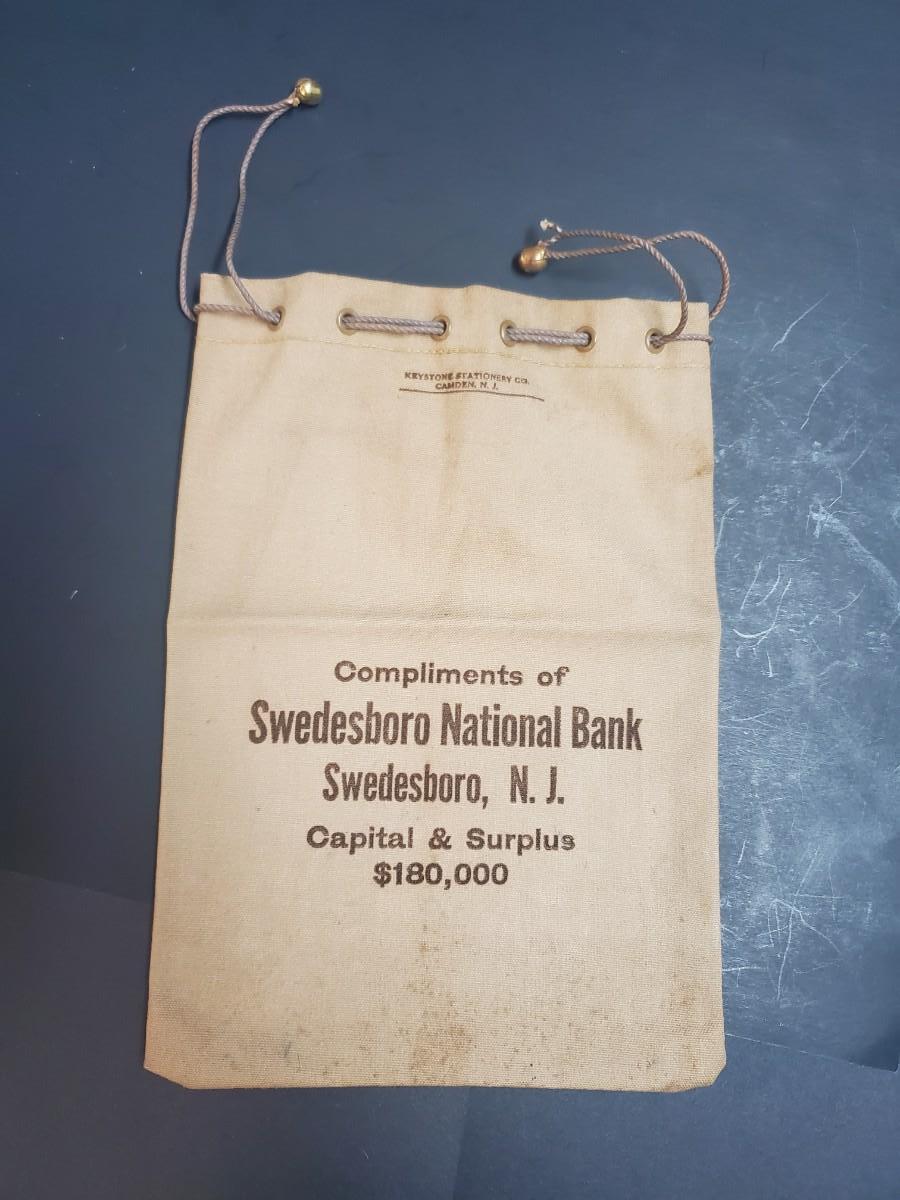 KEYSTONE STATIONERY CO.
CAMDEN, N. J.
Compliments of
Swedesboro National Bank
Swedesboro, N. J.
Capital & Surplus
$180,000